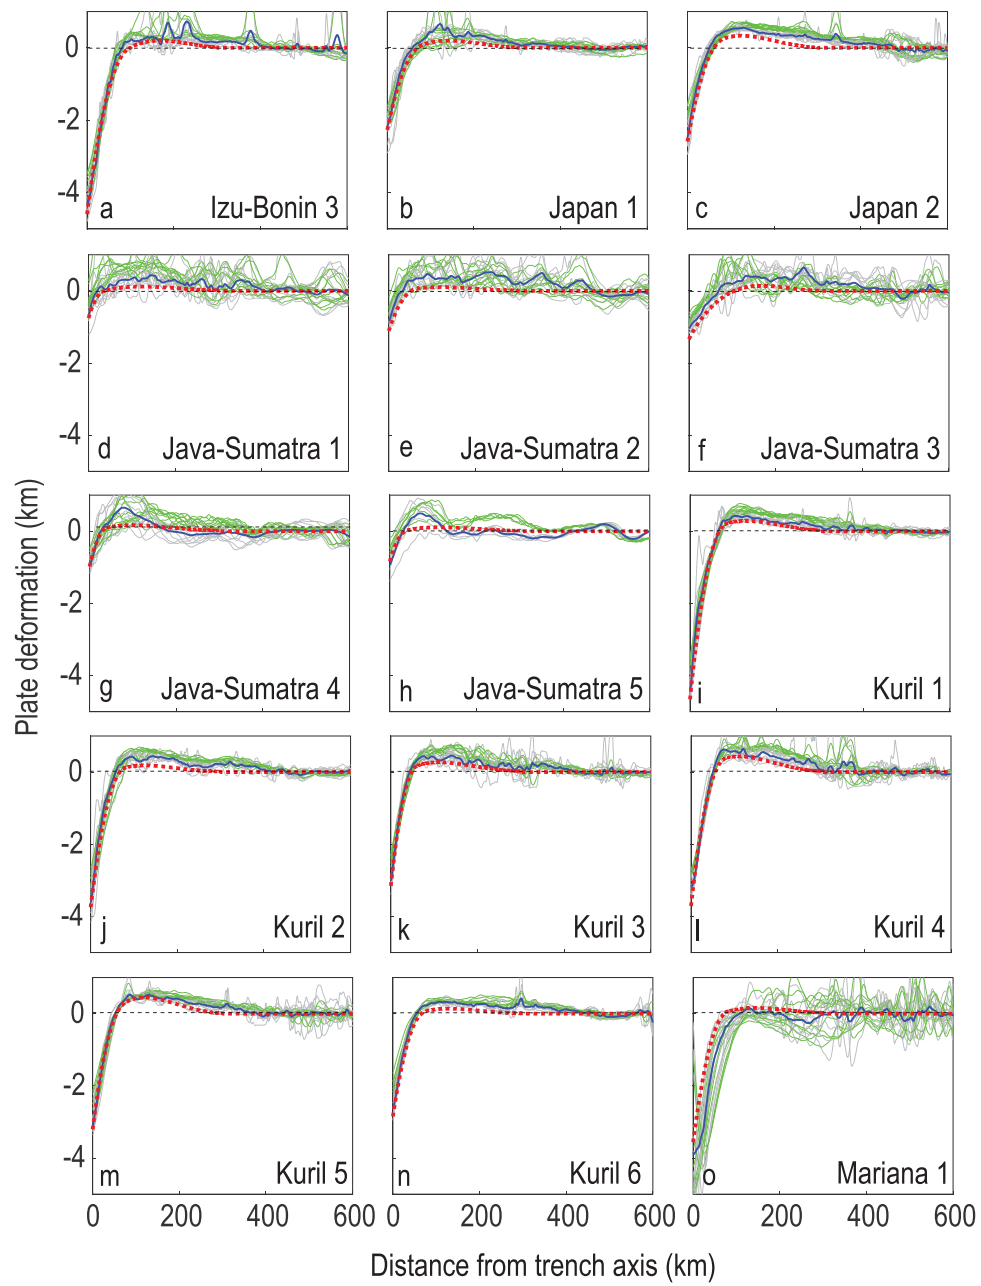 0
-2
-4
a Izu-Bonin 3
b Japan 1
c Japan 2
0
-2
-4
d Java-Sumatra 1
e Java-Sumatra 2
f Java-Sumatra 3
Plate deformation (km)
0
-2
-4
g Java-Sumatra 4
h Java-Sumatra 5
i Kuril 1
0
-2
-4
j Kuril 2
k Kuril 3
l Kuril 4
0
-2
-4
m Kuril 5
n Kuril 6
o Mariana 1
0 200 400 600 0 200 400 600 0 200 400 600
Distance from trench axis (km)